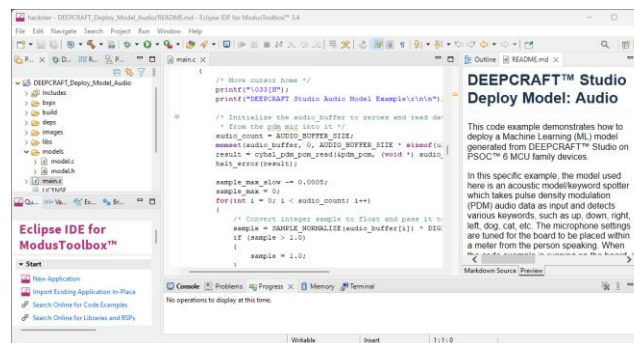 hackster - DEEPCRAFT_Deploy_Model_Audio/README.md - Eclipse IDE for ModusToolbox™ 3.4
File Edit Navigate Search Project Run Window Help
DEEPCRAFT_Deploy_Model_Audio
Includes
bsps
build
deps
images
libs
models
model.c
model.h
main.c
LICENSE
Eclipse IDE for
ModusToolbox™
Start
New Application
Import Existing Application In-Place
Search Online for Code Examples
Search Online for Libraries and BSPs
main.c
{
/* Move cursor home */
printf("\033[H");
printf("DEEPCRAFT Studio Audio Model Example\r\n\n");
/* Initialize the audio_buffer to zeroes and read da
* from the pdm mic into it */
audio_count = AUDIO_BUFFER_SIZE;
memset(audio_buffer, 0, AUDIO_BUFFER_SIZE * sizeof(u
result = cyhal_pdm_pcm_read(&pdm_pcm, (void *) audio_
halt_error(result);
sample_max_slow -= 0.0005;
sample_max = 0;
for(int i = 0; i < audio_count; i++)
{
/* Convert integer sample to float and pass it t
sample = SAMPLE_NORMALIZE(audio_buffer[i]) * DIG
if (sample > 1.0)
{
sample = 1.0;
Console Problems Progress Memory Terminal
No operations to display at this time.
Outline README.md
DEEPCRAFT™ Studio
Deploy Model: Audio
This code example demonstrates how to
deploy a Machine Learning (ML) model
generated from DEEPCRAFT™ Studio on
PSOC™ 6 MCU family devices.
In this specific example, the model used
here is an acoustic model/keyword spotter
which takes pulse density modulation
(PDM) audio data as input and detects
various keywords, such as up, down, right,
left, dog, cat, etc. The microphone settings
are tuned for the board to be placed within
a meter from the person speaking. When
Markdown Source Preview
Writable Insert 1:1:0